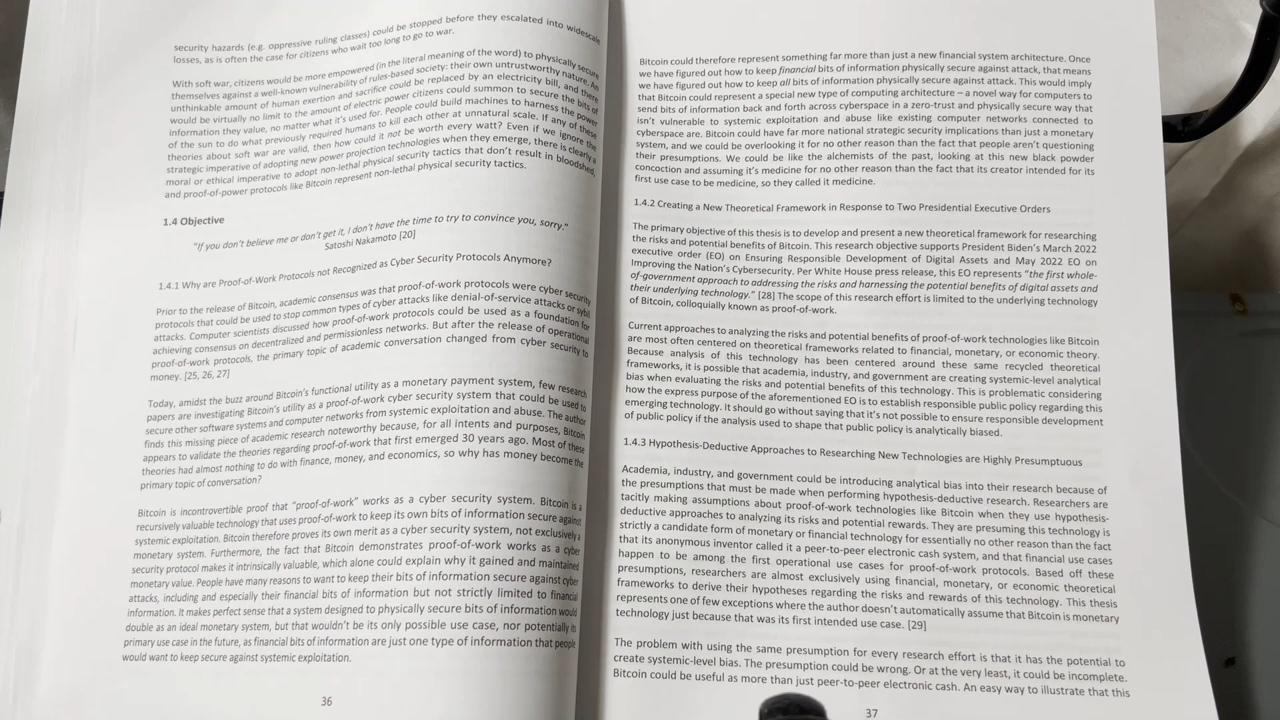 security hazards (e.g. oppressive ruling classes) could be stopped before they escalated into widescale
losses, as is often the case for citizens who wait too long to go to war.
With soft war, citizens would be more empowered (in the literal meaning of the word) to physically secure
themselves against a well-known vulnerability of rules-based society: their own untrustworthy nature. An
unthinkable amount of human exertion and sacrifice could be replaced by an electricity bill, and there
would be virtually no limit to the amount of electric power citizens could summon to secure the bits of
information they value, no matter what it's used for. People could build machines to harness the power
of the sun to do what previously required humans to kill each other at unnatural scale. If any of these
theories about soft war are valid, then how could it not be worth every watt? Even if we ignore the
strategic imperative of adopting new power projection technologies when they emerge, there is clearly a
moral or ethical imperative to adopt non-lethal physical security tactics that don't result in bloodshed,
and proof-of-power protocols like Bitcoin represent non-lethal physical security tactics.
1.4 Objective
"If you don't believe me or don't get it, I don't have the time to try to convince you, sorry."
Satoshi Nakamoto [20]
1.4.1 Why are Proof-of-Work Protocols not Recognized as Cyber Security Protocols Anymore?
Prior to the release of Bitcoin, academic consensus was that proof-of-work protocols were cyber security
protocols that could be used to stop common types of cyber attacks like denial-of-service attacks or sybil
attacks. Computer scientists discussed how proof-of-work protocols could be used as a foundation for
achieving consensus on decentralized and permissionless networks. But after the release of operational
proof-of-work protocols, the primary topic of academic conversation changed from cyber security to
money. [25, 26, 27]
Today, amidst the buzz around Bitcoin's functional utility as a monetary payment system, few research
papers are investigating Bitcoin's utility as a proof-of-work cyber security system that could be used to
secure other software systems and computer networks from systemic exploitation and abuse. The author
finds this missing piece of academic research noteworthy because, for all intents and purposes, Bitcoin
appears to validate the theories regarding proof-of-work that first emerged 30 years ago. Most of these
theories had almost nothing to do with finance, money, and economics, so why has money become the
primary topic of conversation?
Bitcoin is incontrovertible proof that "proof-of-work" works as a cyber security system. Bitcoin is a
recursively valuable technology that uses proof-of-work to keep its own bits of information secure against
systemic exploitation. Bitcoin therefore proves its own merit as a cyber security system, not exclusively a
monetary system. Furthermore, the fact that Bitcoin demonstrates proof-of-work works as a cyber
security protocol makes it intrinsically valuable, which alone could explain why it gained and maintained
monetary value. People have many reasons to want to keep their bits of information secure against cyber
attacks, including and especially their financial bits of information but not strictly limited to financial
information. It makes perfect sense that a system designed to physically secure bits of information would
double as an ideal monetary system, but that wouldn't be its only possible use case, nor potentially its
primary use case in the future, as financial bits of information are just one type of information that people
would want to keep secure against systemic exploitation.
36
Bitcoin could therefore represent something far more than just a new financial system architecture. Once
we have figured out how to keep financial bits of information physically secure against attack, that means
we have figured out how to keep all bits of information physically secure against attack. This would imply
that Bitcoin could represent a special new type of computing architecture – a novel way for computers to
send bits of information back and forth across cyberspace in a zero-trust and physically secure way that
isn't vulnerable to systemic exploitation and abuse like existing computer networks connected to
cyberspace are. Bitcoin could have far more national strategic security implications than just a monetary
system, and we could be overlooking it for no other reason than the fact that people aren't questioning
their presumptions. We could be like the alchemists of the past, looking at this new black powder
concoction and assuming it's medicine for no other reason than the fact that its creator intended for its
first use case to be medicine, so they called it medicine.
1.4.2 Creating a New Theoretical Framework in Response to Two Presidential Executive Orders
The primary objective of this thesis is to develop and present a new theoretical framework for researching
the risks and potential benefits of Bitcoin. This research objective supports President Biden's March 2022
executive order (EO) on Ensuring Responsible Development of Digital Assets and May 2022 EO on
Improving the Nation's Cybersecurity. Per White House press release, this EO represents "the first whole-
of-government approach to addressing the risks and harnessing the potential benefits of digital assets and
their underlying technology." [28] The scope of this research effort is limited to the underlying technology
of Bitcoin, colloquially known as proof-of-work.
Current approaches to analyzing the risks and potential benefits of proof-of-work technologies like Bitcoin
are most often centered on theoretical frameworks related to financial, monetary, or economic theory.
Because analysis of this technology has been centered around these same recycled theoretical
frameworks, it is possible that academia, industry, and government are creating systemic-level analytical
bias when evaluating the risks and potential benefits of this technology. This is problematic considering
how the express purpose of the aforementioned EO is to establish responsible public policy regarding this
emerging technology. It should go without saying that it's not possible to ensure responsible development
of public policy if the analysis used to shape that public policy is analytically biased.
1.4.3 Hypothesis-Deductive Approaches to Researching New Technologies are Highly Presumptuous
Academia, industry, and government could be introducing analytical bias into their research because of
the presumptions that must be made when performing hypothesis-deductive research. Researchers are
tacitly making assumptions about proof-of-work technologies like Bitcoin when they use hypothesis-
deductive approaches to analyzing its risks and potential rewards. They are presuming this technology is
strictly a candidate form of monetary or financial technology for essentially no other reason than the fact
that its anonymous inventor called it a peer-to-peer electronic cash system, and that financial use cases
happen to be among the first operational use cases for proof-of-work protocols. Based off these
presumptions, researchers are almost exclusively using financial, monetary, or economic theoretical
frameworks to derive their hypotheses regarding the risks and rewards of this technology. This thesis
represents one of few exceptions where the author doesn't automatically assume that Bitcoin is monetary
technology just because that was its first intended use case. [29]
The problem with using the same presumption for every research effort is that it has the potential to
create systemic-level bias. The presumption could be wrong. Or at the very least, it could be incomplete.
Bitcoin could be useful as more than just peer-to-peer electronic cash. An easy way to illustrate that this
37